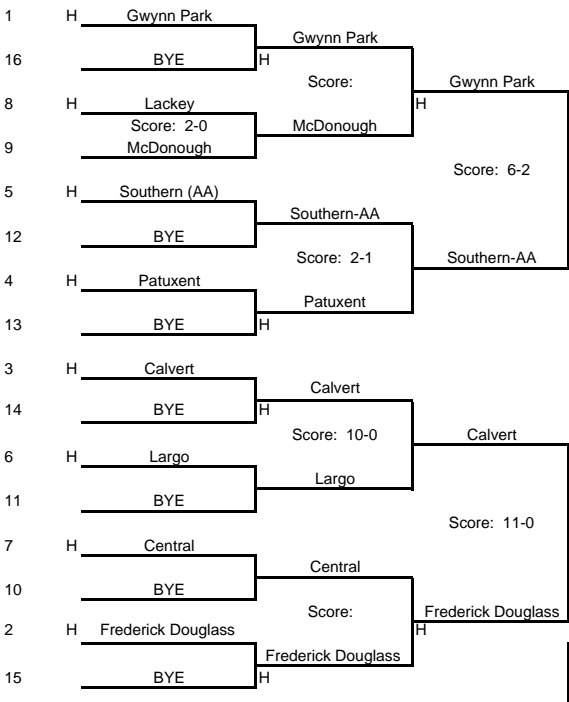 1 H Gwynn Park
Gwynn Park
16 BYE H
Score:
Gwynn Park
8 H Lackey H
Score: 2-0 McDonough
9 McDonough
Score: 6-2
5 H Southern (AA)
Southern-AA
12 BYE
Score: 2-1 Southern-AA
4 H Patuxent
Patuxent
13 BYE H
3 H Calvert
Calvert
14 BYE H
Score: 10-0 Calvert
6 H Largo
Largo
11 BYE
Score: 11-0
7 H Central
Central
10 BYE
Score: Frederick Douglass
2 H Frederick Douglass H
Frederick Douglass
15 BYE H